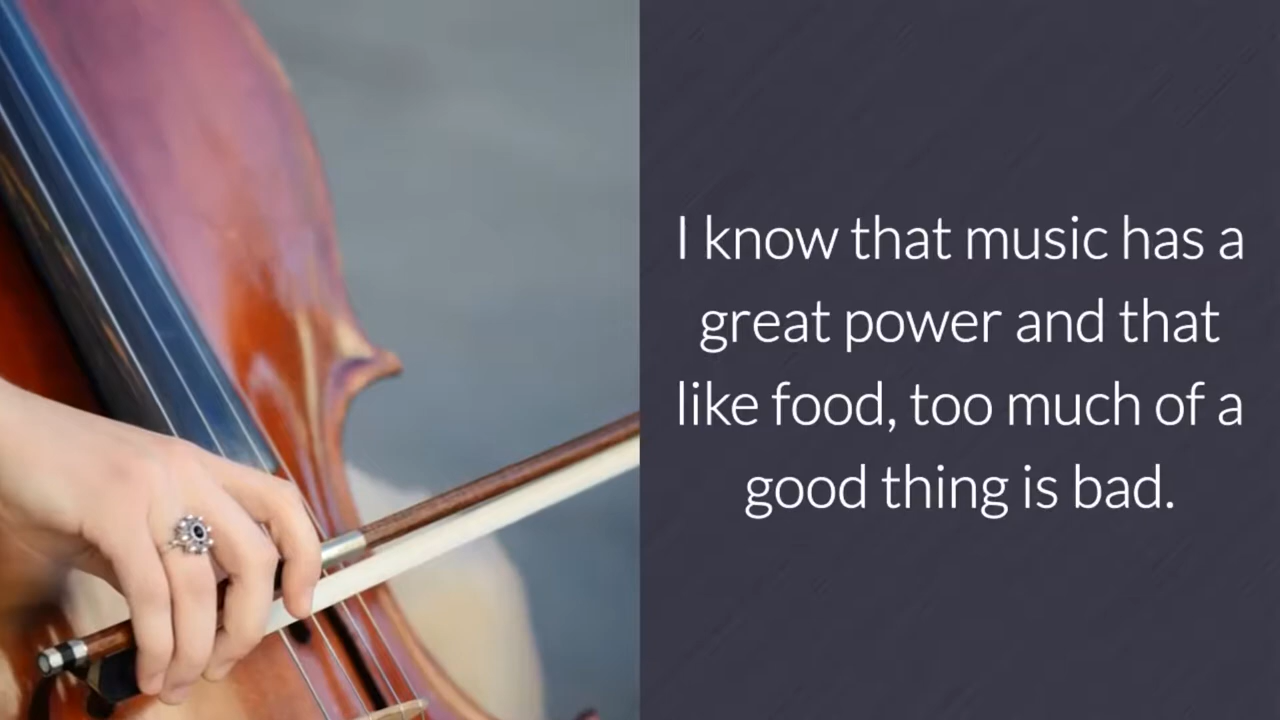 I know that music has a
great power and that
like food, too much of a
good thing is bad.